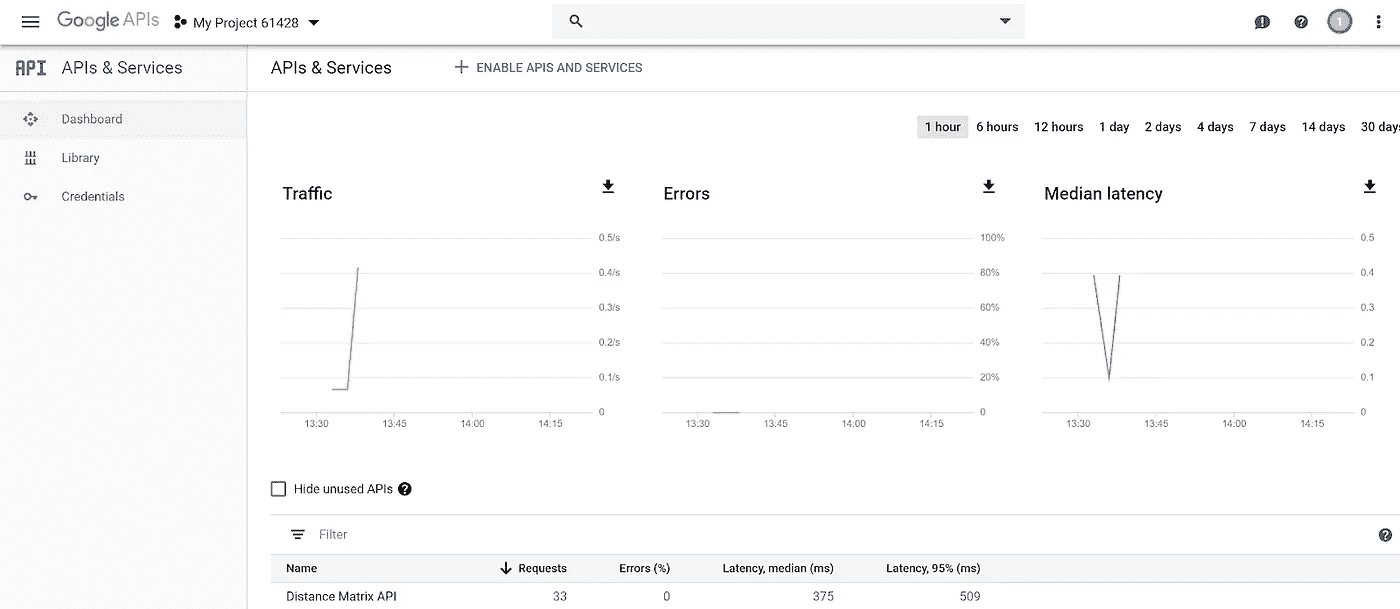 Google APIs My Project 61428 1
API APIs & Services
APIs & Services + ENABLE APIS AND SERVICES
Dashboard
Library
Credentials
1 hour 6 hours 12 hours 1 day 2 days 4 days 7 days 14 days 30 days
Traffic
0.5/s
0.4/s
0.3/s
0.2/s
0.1/s
0
13:30 13:45 14:00 14:15
Errors
100%
80%
60%
40%
20%
0
13:30 13:45 14:00 14:15
Median latency
0.5
0.4
0.3
0.2
0.1
0
13:30 13:45 14:00 14:15
Hide unused APIs ?
Filter
Name Requests Errors (%) Latency, median (ms) Latency, 95% (ms)
Distance Matrix API 33 0 375 509